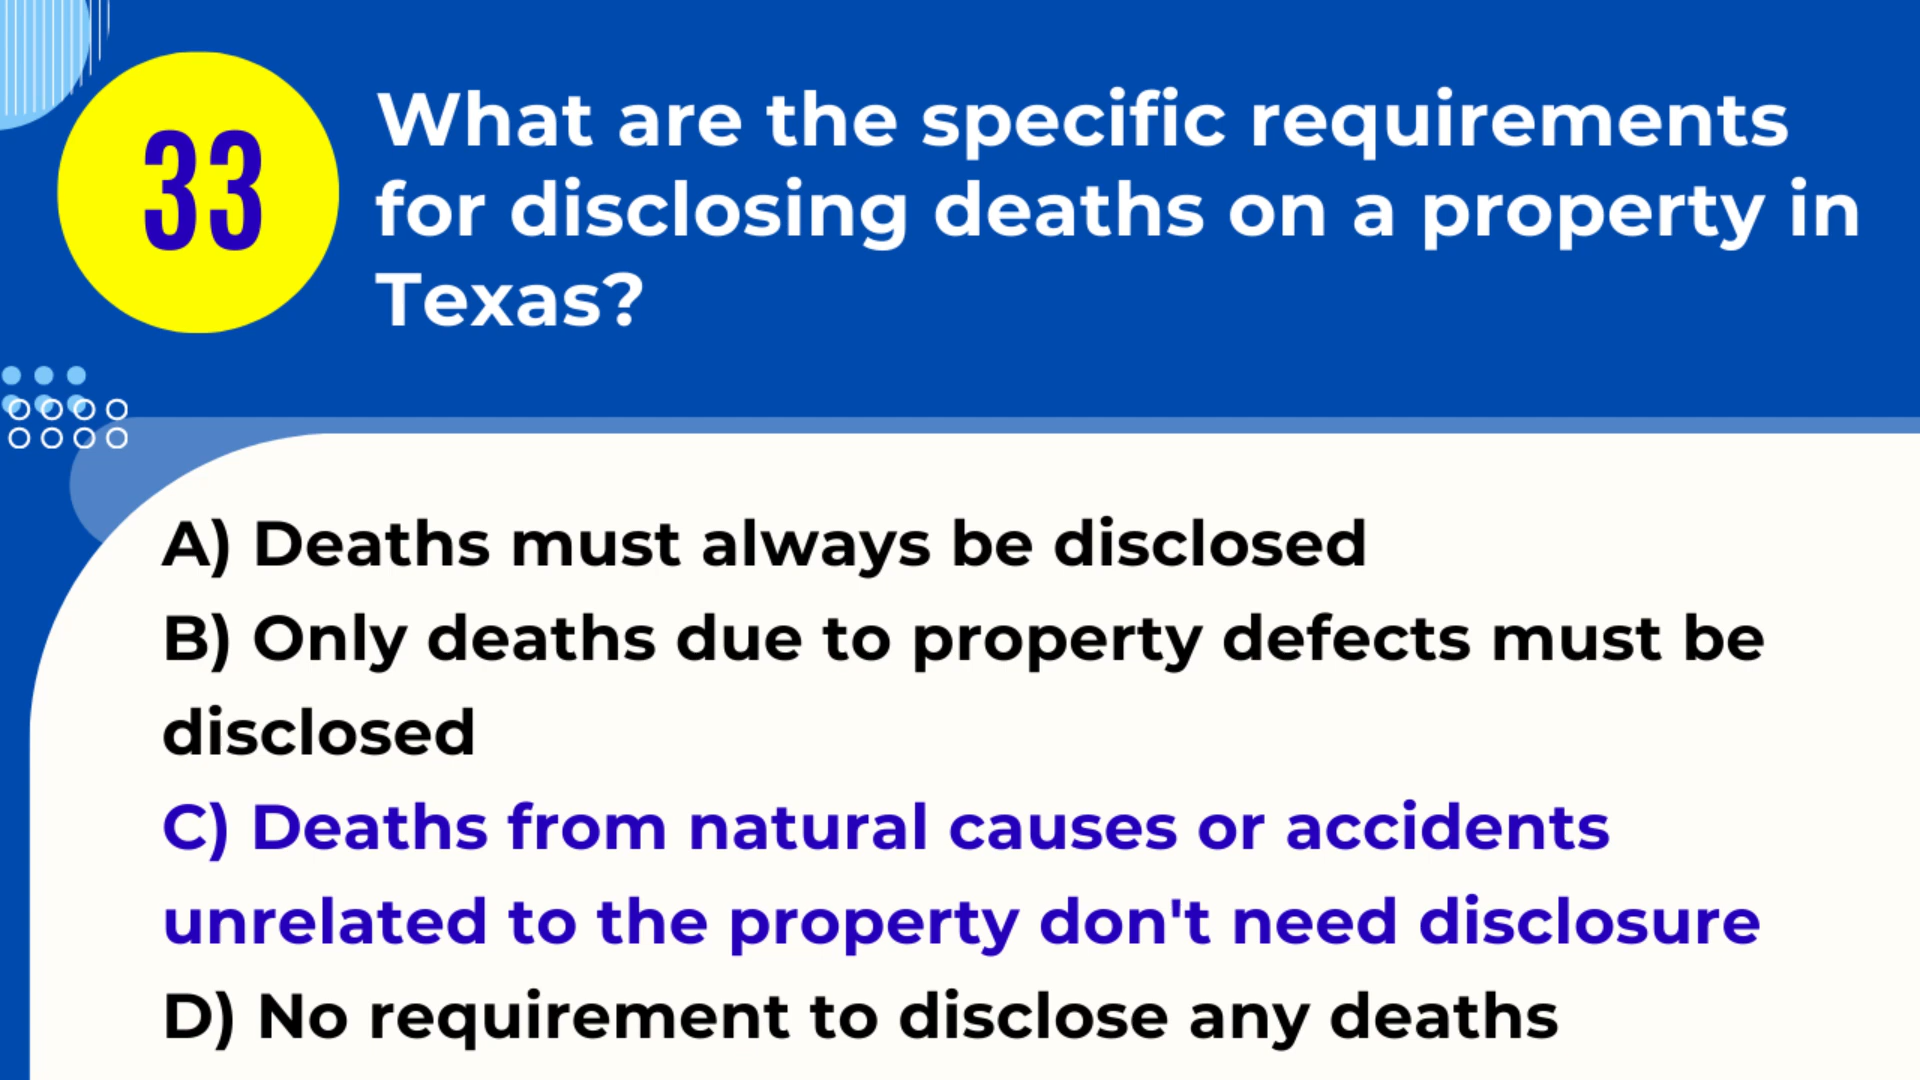 33
What are the specific requirements
for disclosing deaths on a property in
Texas?
A) Deaths must always be disclosed
B) Only deaths due to property defects must be
disclosed
C) Deaths from natural causes or accidents
unrelated to the property don't need disclosure
D) No requirement to disclose any deaths